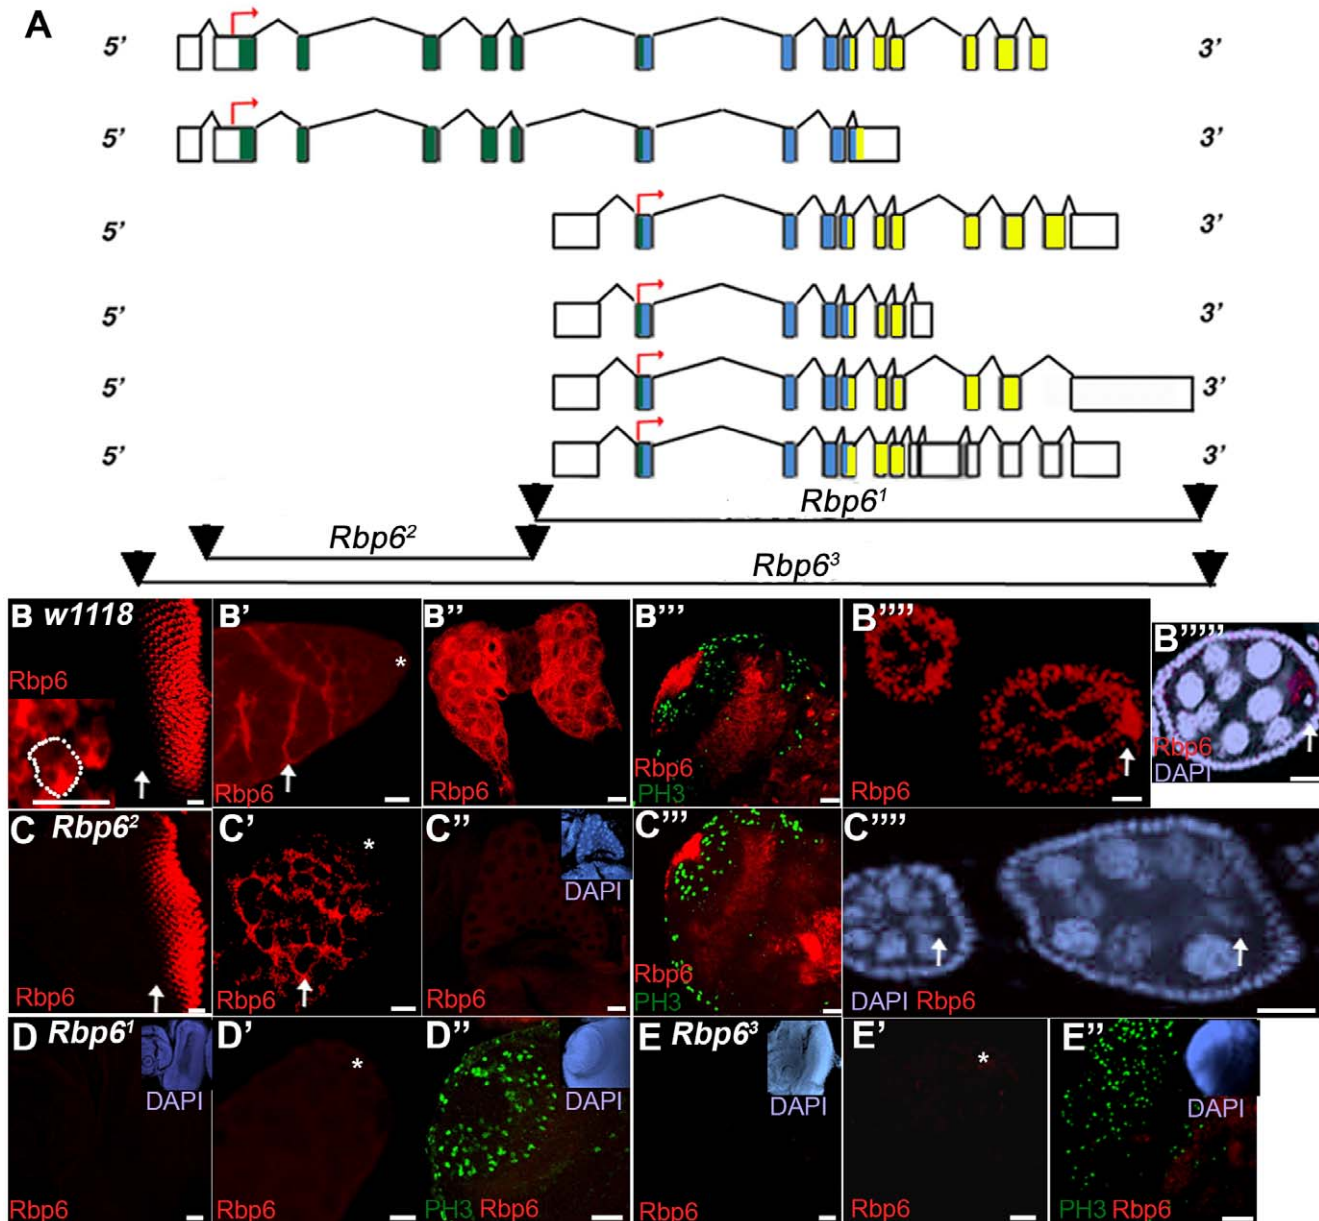 A
5’ 3’
5’ 3’
5’ 3’
5’ 3’
5’ 3’
5’ 3’
Rbp6¹
Rbp6²
Rbp6³
B w1118
Rbp6
B’
*
Rbp6
B’’
B’’’
Rbp6
PH3
B’’’’
Rbp6
B’’’’’
Rbp6
DAPI
C Rbp6²
Rbp6
C’
*
Rbp6
C’’
DAPI
Rbp6
C’’’
Rbp6
PH3
C’’’’
DAPI Rbp6
D Rbp6¹
DAPI
Rbp6
D’
*
Rbp6
D’’
DAPI
PH3 Rbp6
E Rbp6³
DAPI
Rbp6
E’
*
Rbp6
E’’
DAPI
PH3 Rbp6